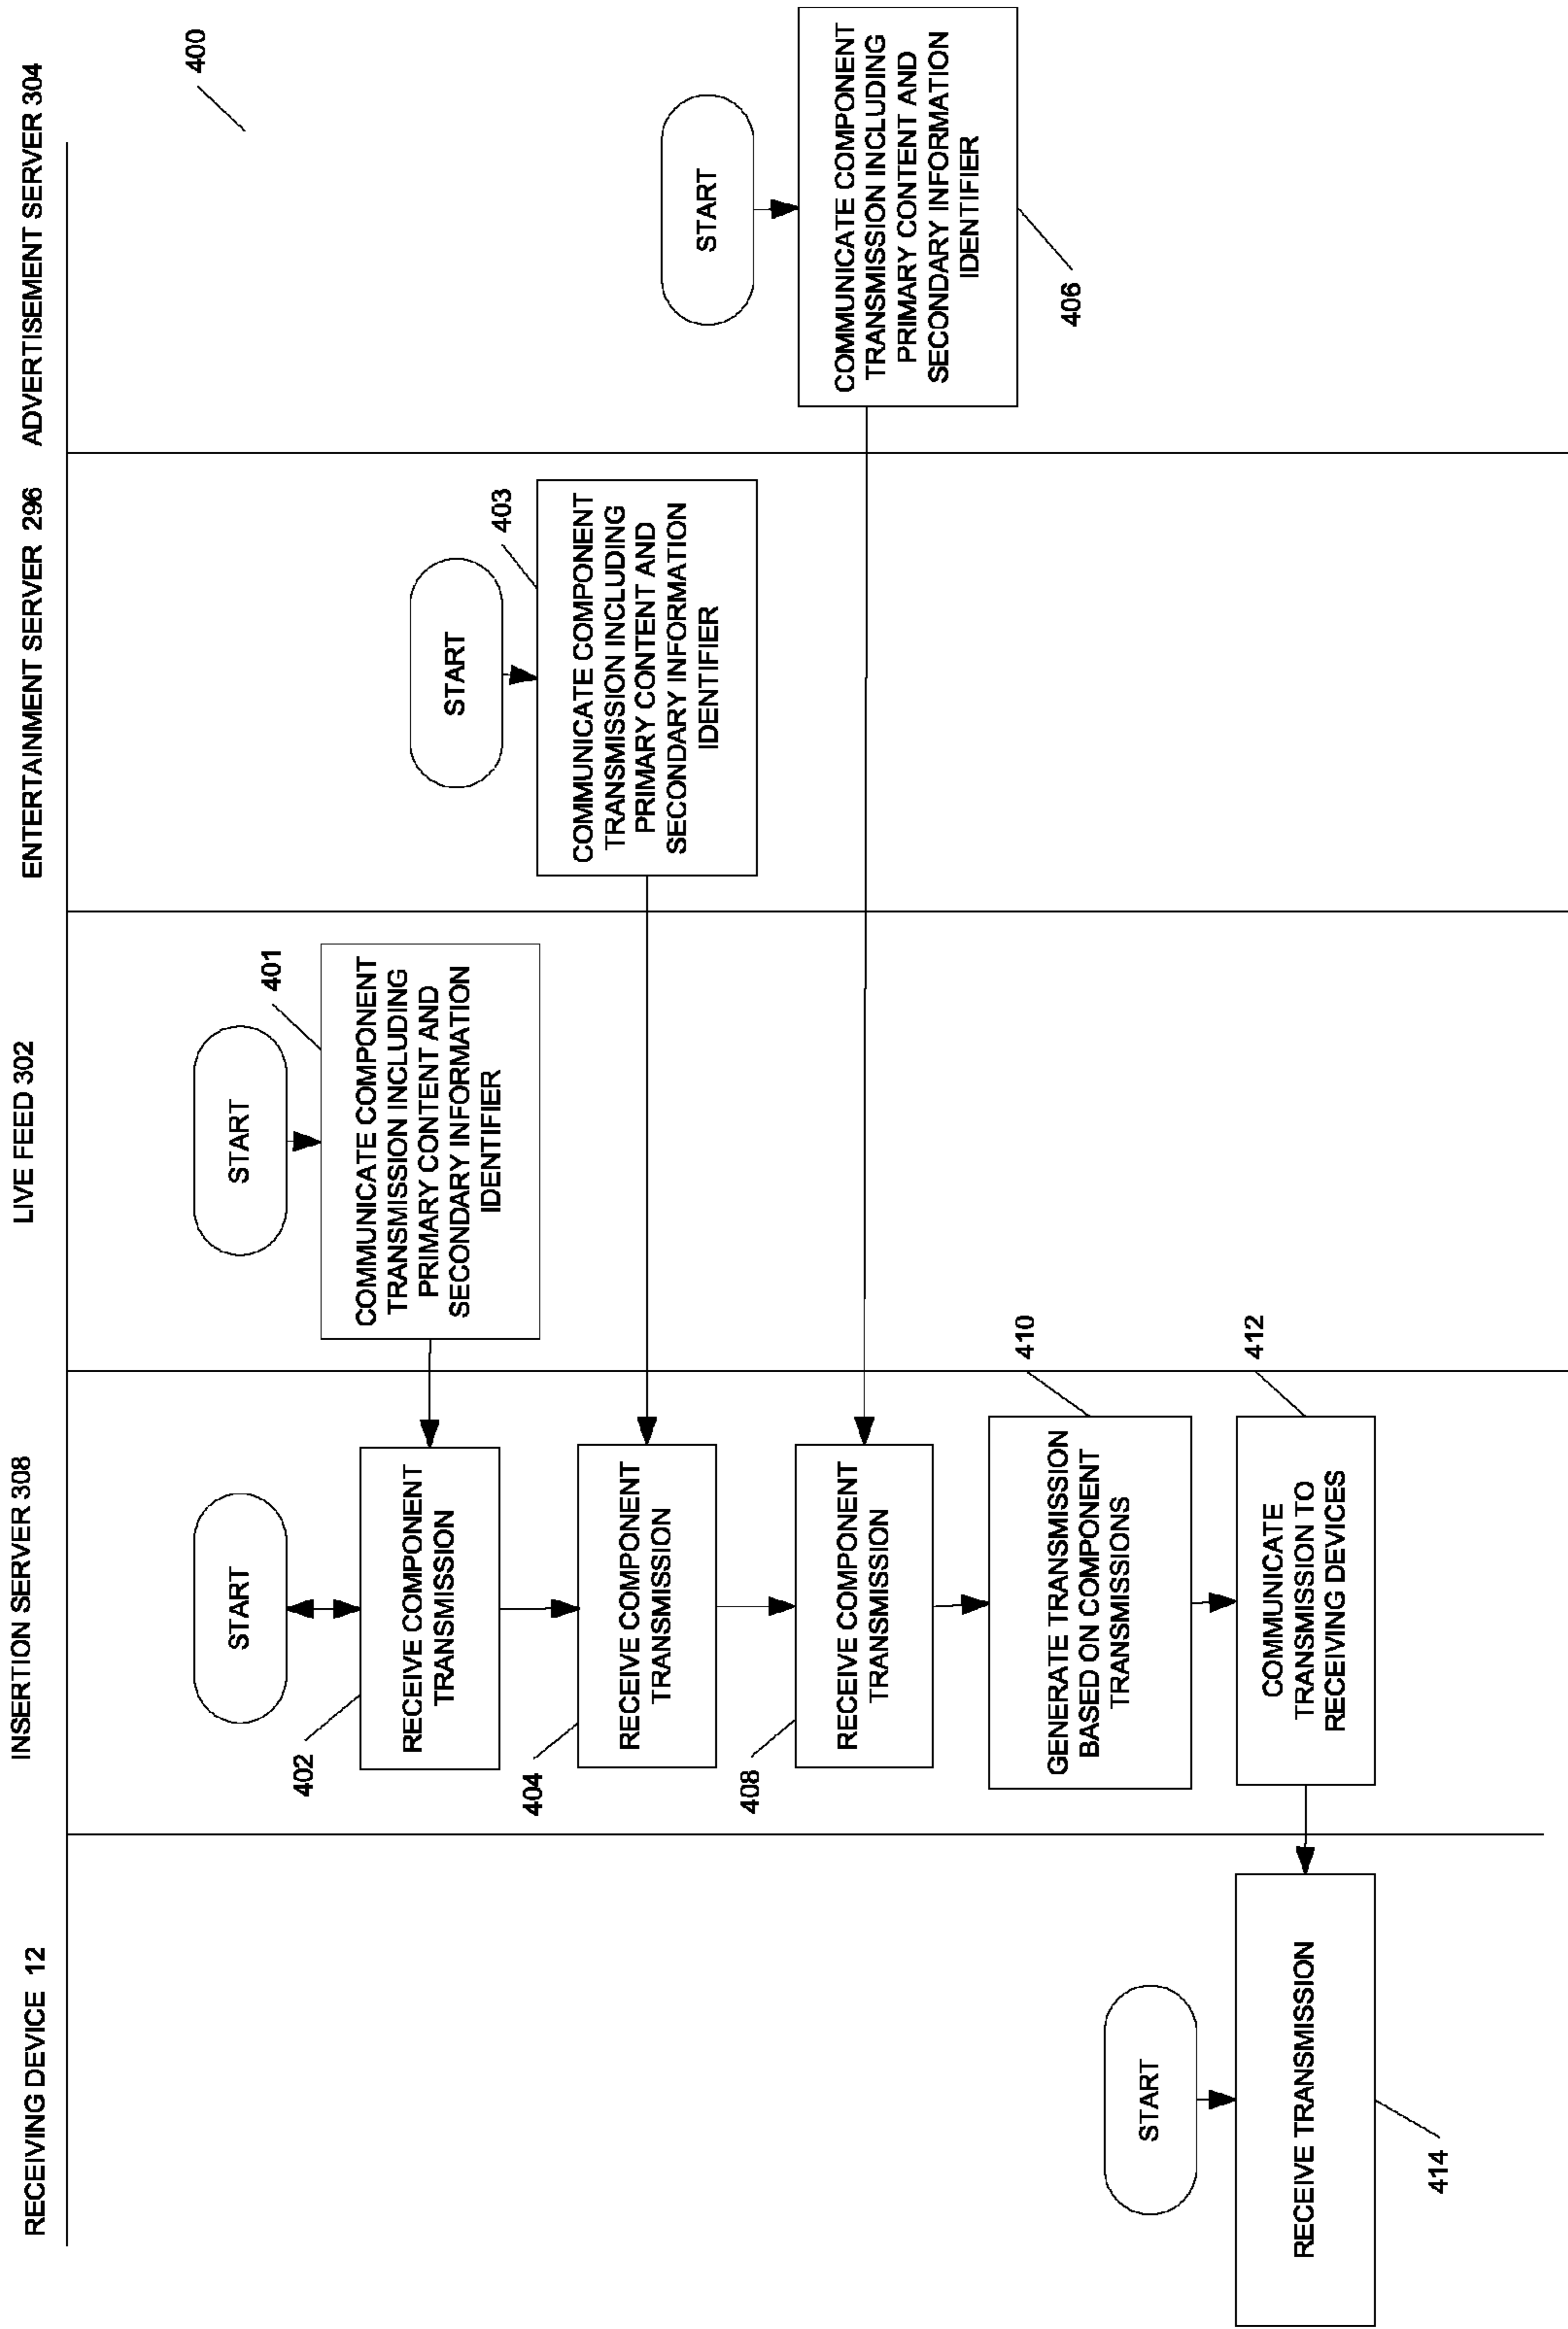 RECEIVING DEVICE 12
INSERTION SERVER 308
LIVE FEED 302
ENTERTAINMENT SERVER 296
ADVERTISEMENT SERVER 304
400
START
402
RECEIVE COMPONENT
TRANSMISSION
START
401
COMMUNICATE COMPONENT
TRANSMISSION INCLUDING
PRIMARY CONTENT AND
SECONDARY INFORMATION
IDENTIFIER
START
403
COMMUNICATE COMPONENT
TRANSMISSION INCLUDING
PRIMARY CONTENT AND
SECONDARY INFORMATION
IDENTIFIER
404
RECEIVE COMPONENT
TRANSMISSION
START
COMMUNICATE COMPONENT
TRANSMISSION INCLUDING
PRIMARY CONTENT AND
SECONDARY INFORMATION
IDENTIFIER
406
408
RECEIVE COMPONENT
TRANSMISSION
410
GENERATE TRANSMISSION
BASED ON COMPONENT
TRANSMISSIONS
412
COMMUNICATE
TRANSMISSION TO
RECEIVING DEVICES
START
RECEIVE TRANSMISSION
414